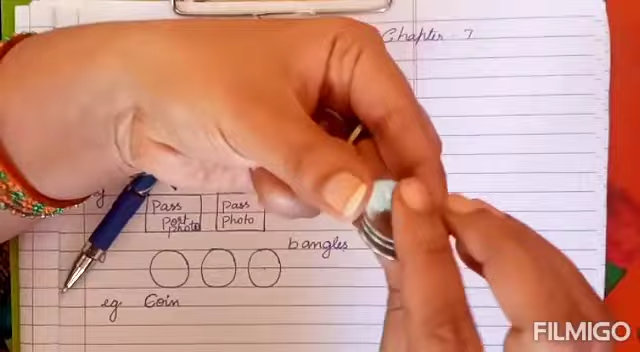 Chapter - 7
Pass Pass
port photo Photo
bangles
eg Coin
FILMIGO